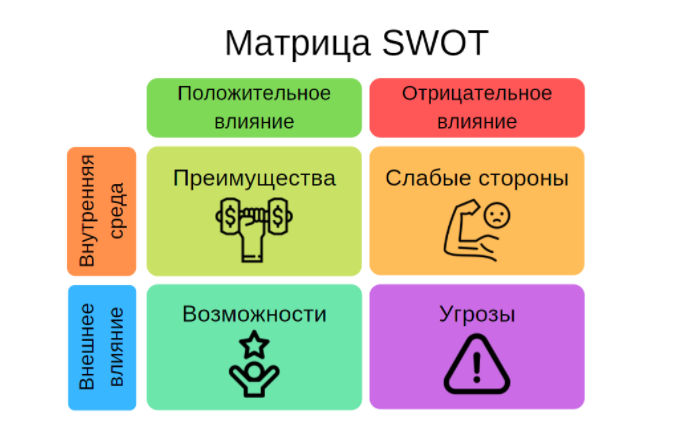 Матрица SWOT
Положительное
влияние
Отрицательное
влияние
Внутренняя
среда
Преимущества
Слабые стороны
$
$
Внешнее
влияние
Возможности
Угрозы
!